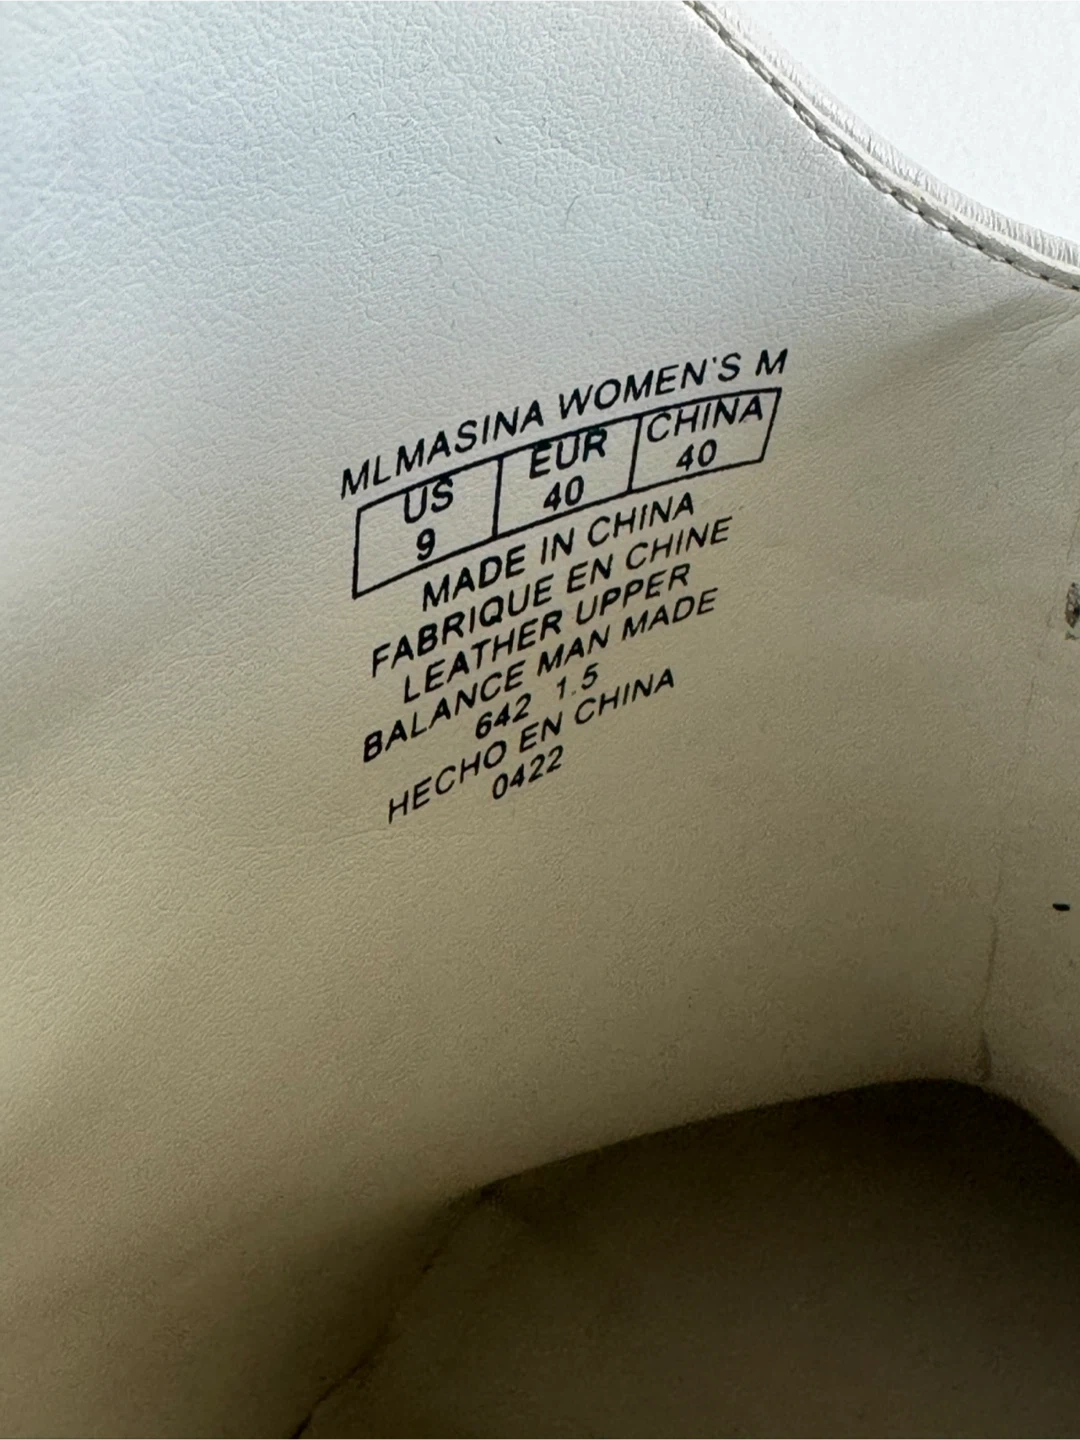 MLMASINA WOMEN'S M
US EUR CHINA
9 40 40
MADE IN CHINA
FABRIQUE EN CHINE
LEATHER UPPER
BALANCE MAN MADE
642 1.5
HECHO EN CHINA
0422